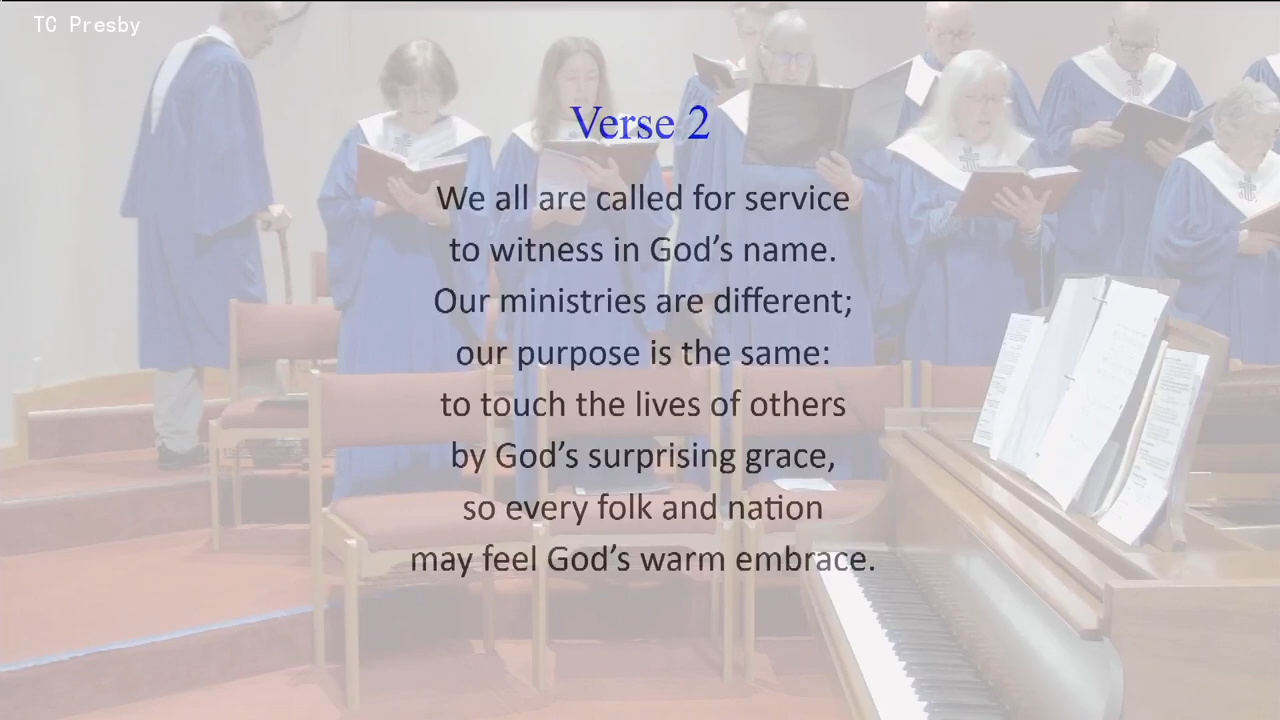 TC Presby
Verse 2
We all are called for service
to witness in God’s name.
Our ministries are different;
our purpose is the same:
to touch the lives of others
by God’s surprising grace,
so every folk and nation
may feel God’s warm embrace.